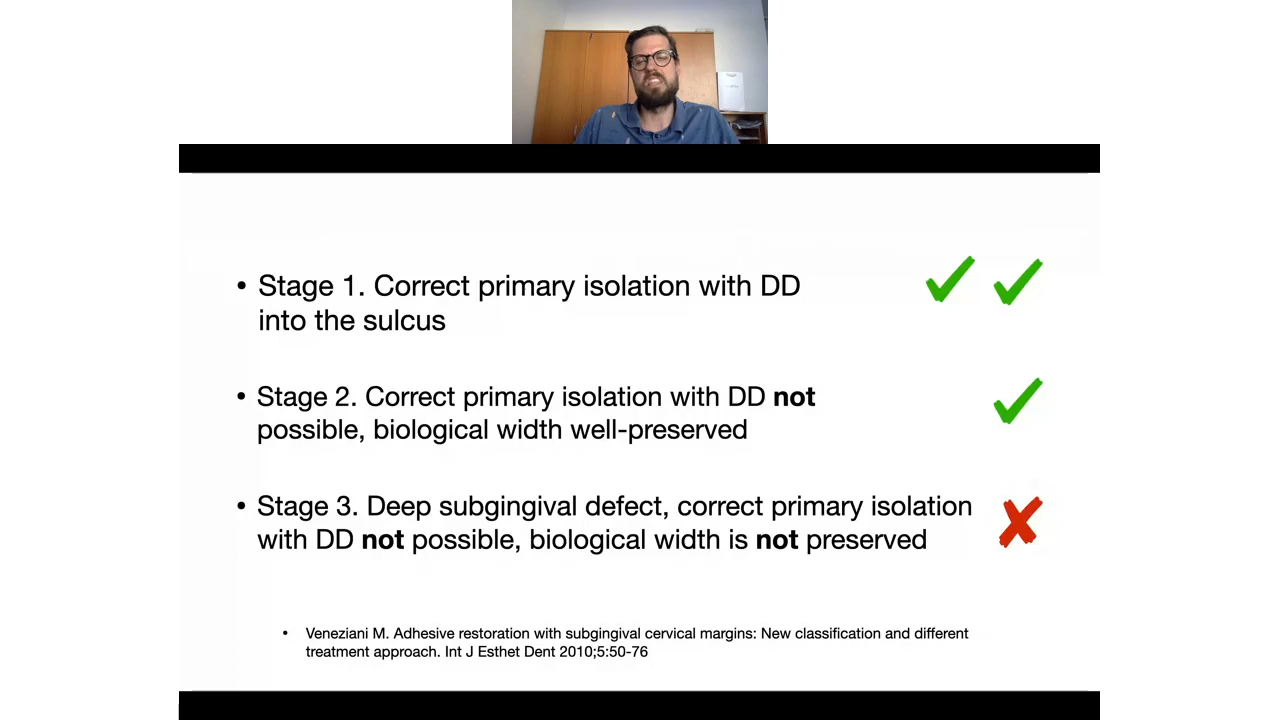 • Stage 1. Correct primary isolation with DD
into the sulcus
• Stage 2. Correct primary isolation with DD not
possible, biological width well-preserved
• Stage 3. Deep subgingival defect, correct primary isolation
with DD not possible, biological width is not preserved
• Veneziani M. Adhesive restoration with subgingival cervical margins: New classification and different
treatment approach. Int J Esthet Dent 2010;5:50-76